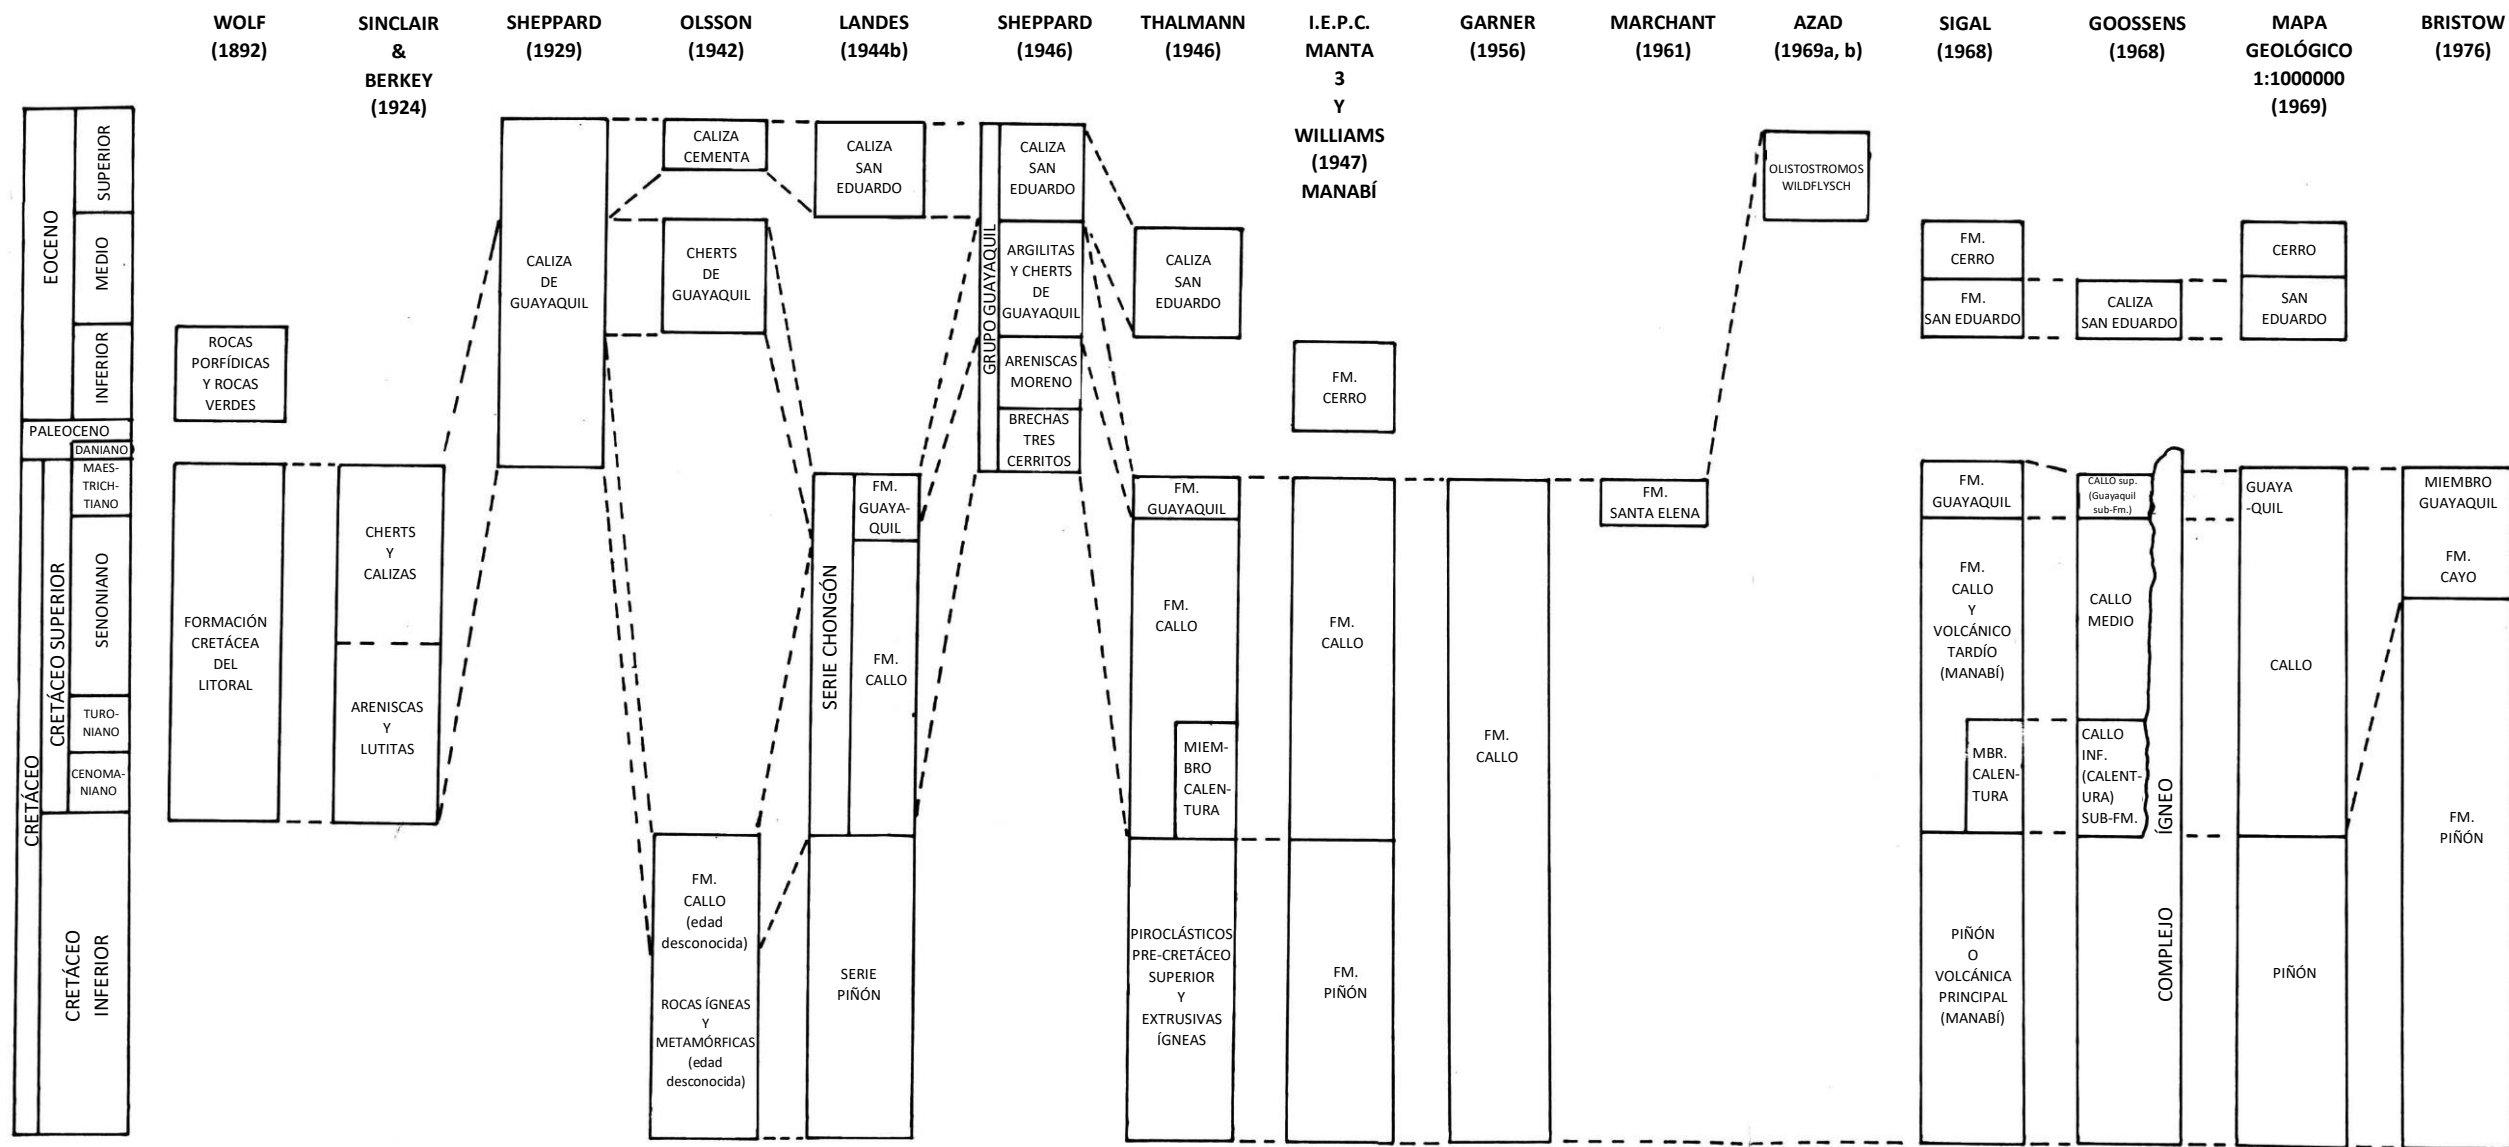 WOLF
(1892)
SINCLAIR
&
BERKEY
(1924)
SHEPPARD
(1929)
OLSSON
(1942)
LANDES
(1944b)
SHEPPARD
(1946)
THALMANN
(1946)
I.E.P.C.
MANTA
3
Y
WILLIAMS
(1947)
MANABÍ
GARNER
(1956)
MARCHANT
(1961)
AZAD
(1969a, b)
SIGAL
(1968)
GOOSSENS
(1968)
MAPA
GEOLÓGICO
1:1000000
(1969)
BRISTOW
(1976)
EOCENO
SUPERIOR
MEDIO
INFERIOR
PALEOCENO
DANIANO
CRETÁCEO
CRETÁCEO SUPERIOR
MAES-
TRICH-
TIANO
SENONIANO
TURO-
NIANO
CENOMA-
NIANO
CRETÁCEO
INFERIOR
ROCAS
PORFÍDICAS
Y ROCAS
VERDES
FORMACIÓN
CRETÁCEA
DEL
LITORAL
CHERTS
Y
CALIZAS
ARENISCAS
Y
LUTITAS
CALIZA
DE
GUAYAQUIL
CALIZA
CEMENTA
CHERTS
DE
GUAYAQUIL
FM.
CALLO
(edad
desconocida)
ROCAS ÍGNEAS
Y
METAMÓRFICAS
(edad
desconocida)
CALIZA
SAN
EDUARDO
SERIE CHONGÓN
FM.
GUAYA-
QUIL
FM.
CALLO
SERIE
PIÑÓN
GRUPO GUAYAQUIL
CALIZA
SAN
EDUARDO
ARGILITAS
Y CHERTS
DE
GUAYAQUIL
ARENISCAS
MORENO
BRECHAS
TRES
CERRITOS
CALIZA
SAN
EDUARDO
FM.
GUAYAQUIL
FM.
CALLO
MIEM-
BRO
CALEN-
TURA
PIROCLÁSTICOS
PRE-CRETÁCEO
SUPERIOR
Y
EXTRUSIVAS
ÍGNEAS
FM.
CERRO
FM.
CALLO
FM.
PIÑÓN
FM.
CALLO
FM.
SANTA ELENA
OLISTOSTROMOS
WILDFLYSCH
FM.
CERRO
FM.
SAN EDUARDO
FM.
GUAYAQUIL
FM.
CALLO
Y
VOLCÁNICO
TARDÍO
(MANABÍ)
MBR.
CALEN-
TURA
PIÑÓN
O
VOLCÁNICA
PRINCIPAL
(MANABÍ)
CALIZA
SAN EDUARDO
CALLO sup.
(Guayaquil
sub-Fm.)
CALLO
MEDIO
CALLO
INF.
(CALENT-
URA)
SUB-FM.
COMPLEJO ÍGNEO
CERRO
SAN
EDUARDO
GUAYA
-QUIL
CALLO
PIÑÓN
MIEMBRO
GUAYAQUIL
FM.
CAYO
FM.
PIÑÓN